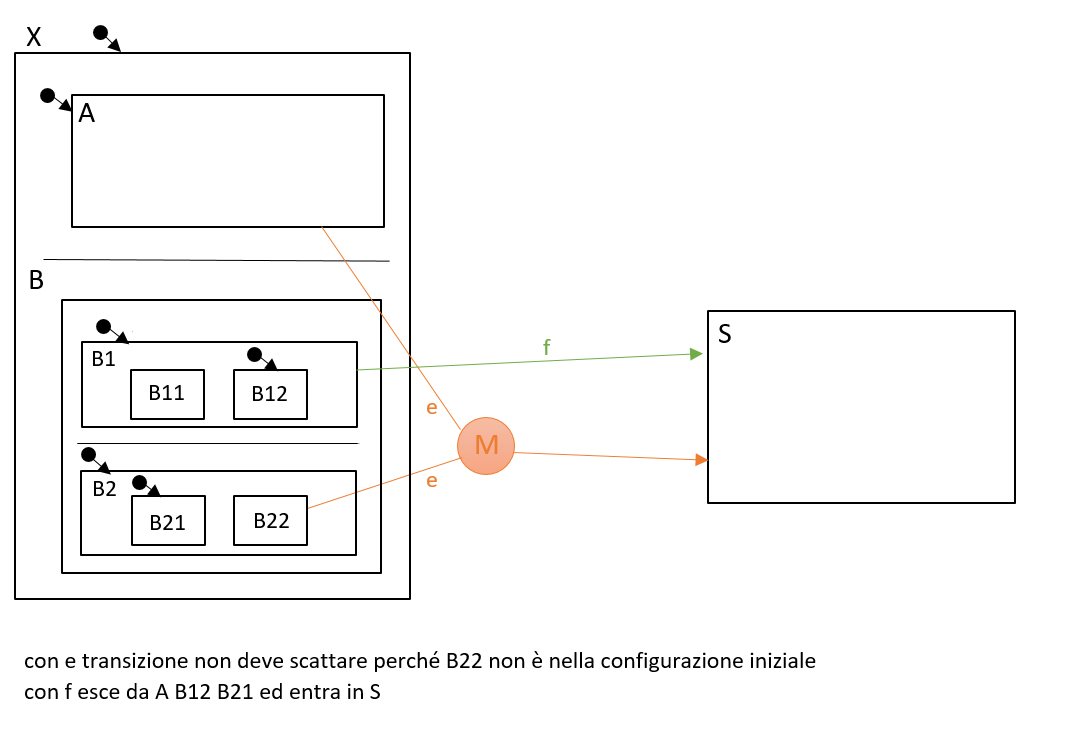 X
A
B
B1
B11
B12
f
S
e
M
e
B2
B21
B22
con e transizione non deve scattare perché B22 non è nella configurazione iniziale
con f esce da A B12 B21 ed entra in S